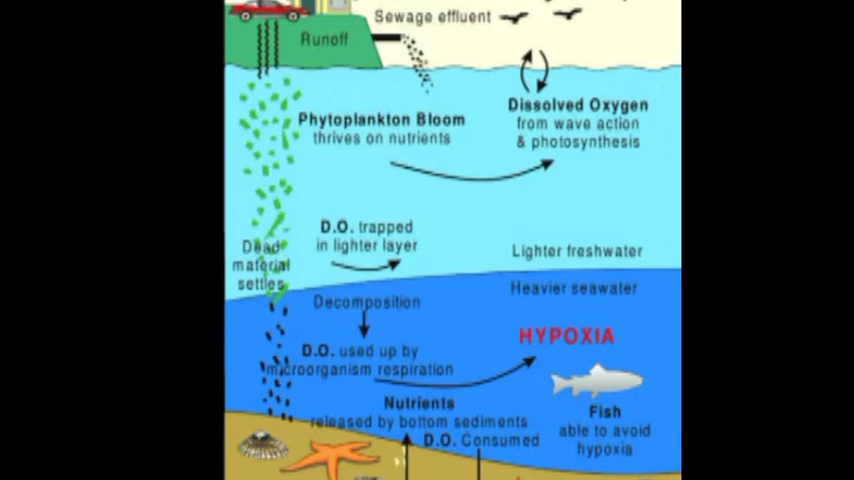 Sewage effluent
Runoff
Phytoplankton Bloom
thrives on nutrients
Dissolved Oxygen
from wave action
& photosynthesis
D.O. trapped
in lighter layer
Dead
material
settles
Lighter freshwater
Heavier seawater
Decomposition
HYPOXIA
D.O. used up by
microorganism respiration
Nutrients
released by bottom sediments
D.O. Consumed
Fish
able to avoid
hypoxia